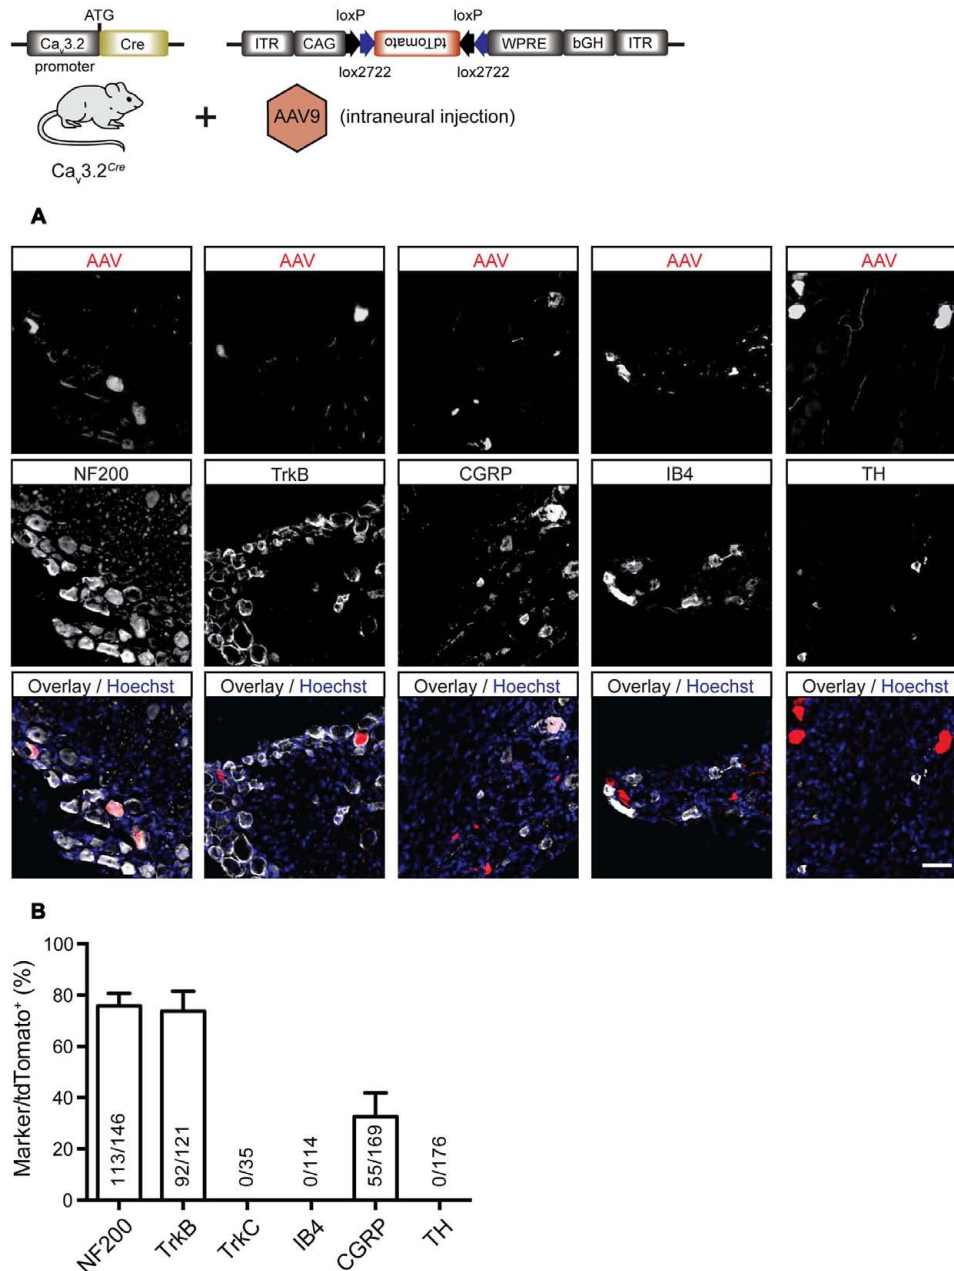 ATG
loxP
loxP
Cav3.2
Cre
ITR
CAG
tdTomato
WPRE
bGH
ITR
promoter
lox2722
lox2722
+
AAV9
(intraneural injection)
Cav3.2Cre
A
AAV
AAV
AAV
AAV
AAV
NF200
TrkB
CGRP
IB4
TH
Overlay / Hoechst
Overlay / Hoechst
Overlay / Hoechst
Overlay / Hoechst
Overlay / Hoechst
B
Marker/tdTomato+ (%)
100
80
60
40
20
0
113/146
92/121
0/35
0/114
55/169
0/176
NF200
TrkB
TrkC
IB4
CGRP
TH